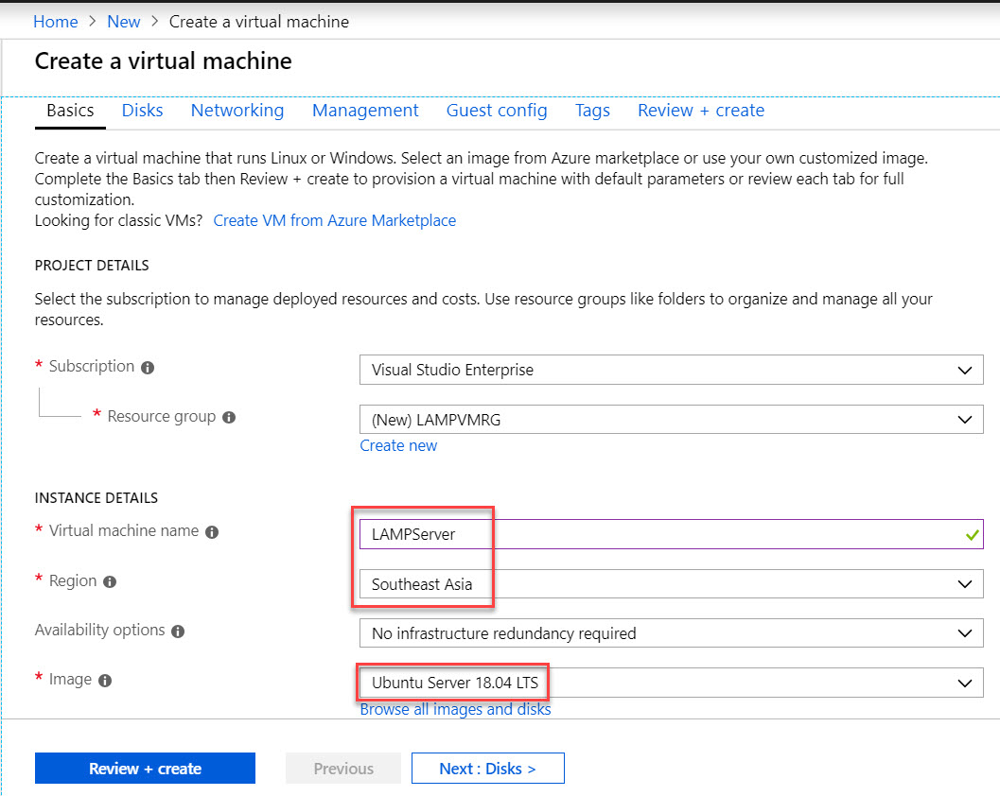 Home > New > Create a virtual machine
Create a virtual machine
Basics Disks Networking Management Guest config Tags Review + create
Create a virtual machine that runs Linux or Windows. Select an image from Azure marketplace or use your own customized image.
Complete the Basics tab then Review + create to provision a virtual machine with default parameters or review each tab for full
customization.
Looking for classic VMs? Create VM from Azure Marketplace
PROJECT DETAILS
Select the subscription to manage deployed resources and costs. Use resource groups like folders to organize and manage all your
resources.
* Subscription Visual Studio Enterprise
* Resource group (New) LAMPVMRG
Create new
INSTANCE DETAILS
* Virtual machine name LAMPServer
* Region Southeast Asia
Availability options No infrastructure redundancy required
* Image Ubuntu Server 18.04 LTS
Browse all images and disks
Review + create Previous Next : Disks >